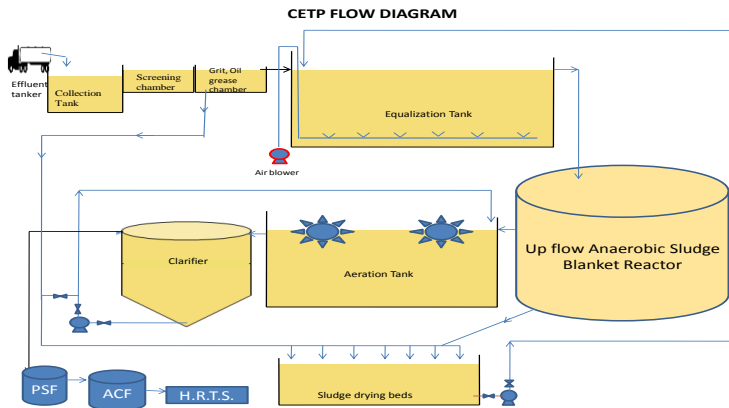 CETP FLOW DIAGRAM
Effluent
tanker
Collection
Tank
Screening
chamber
Grit, Oil
grease
chamber
Equalization Tank
Air blower
Clarifier
Aeration Tank
Up flow Anaerobic Sludge
Blanket Reactor
PSF
ACF
H.R.T.S.
Sludge drying beds